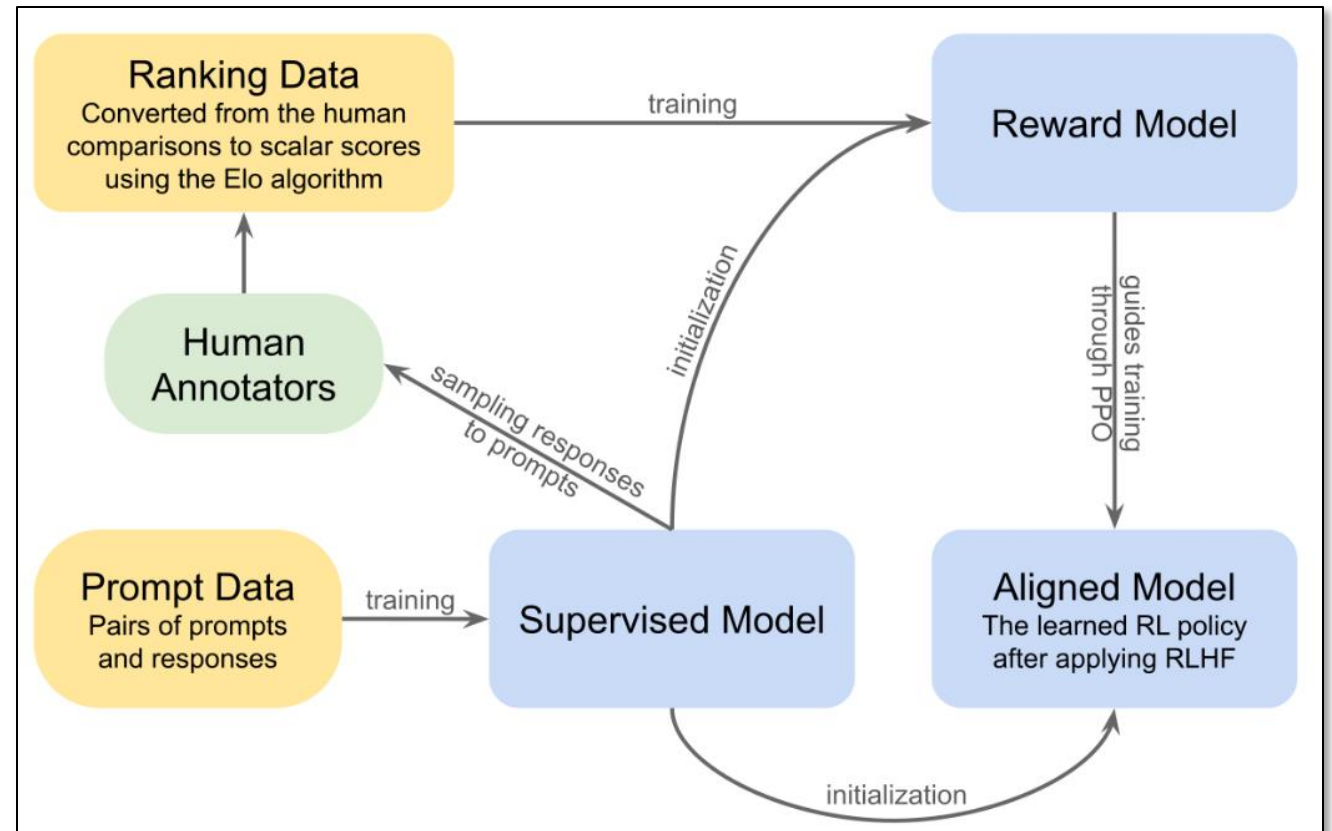 Ranking Data
Converted from the human
comparisons to scalar scores
using the Elo algorithm
training
Reward Model
initialization
guides training
through PPO
Human
Annotators
sampling responses
to prompts
Prompt Data
Pairs of prompts
and responses
training
Supervised Model
Aligned Model
The learned RL policy
after applying RLHF
initialization